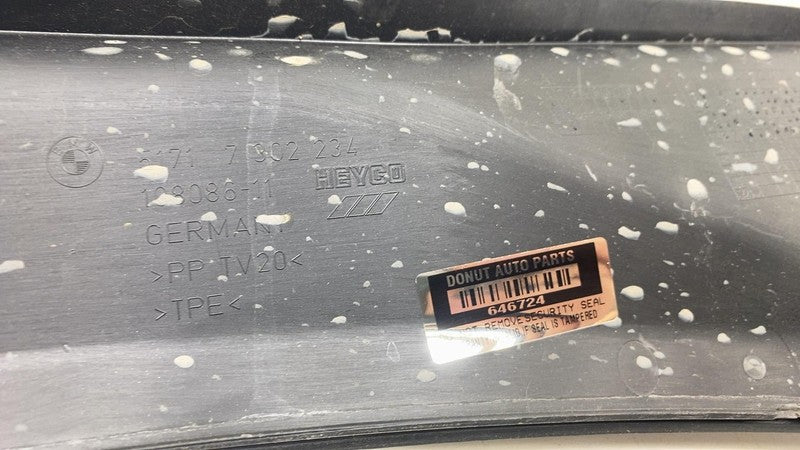 5171 7 302 234
128086-11
HEYCO
GERMANY
>PP TV20<
>TPE<
DONUT AUTO PARTS
646724
REMOVE SECURITY SEAL
IF SEAL IS TAMPERED